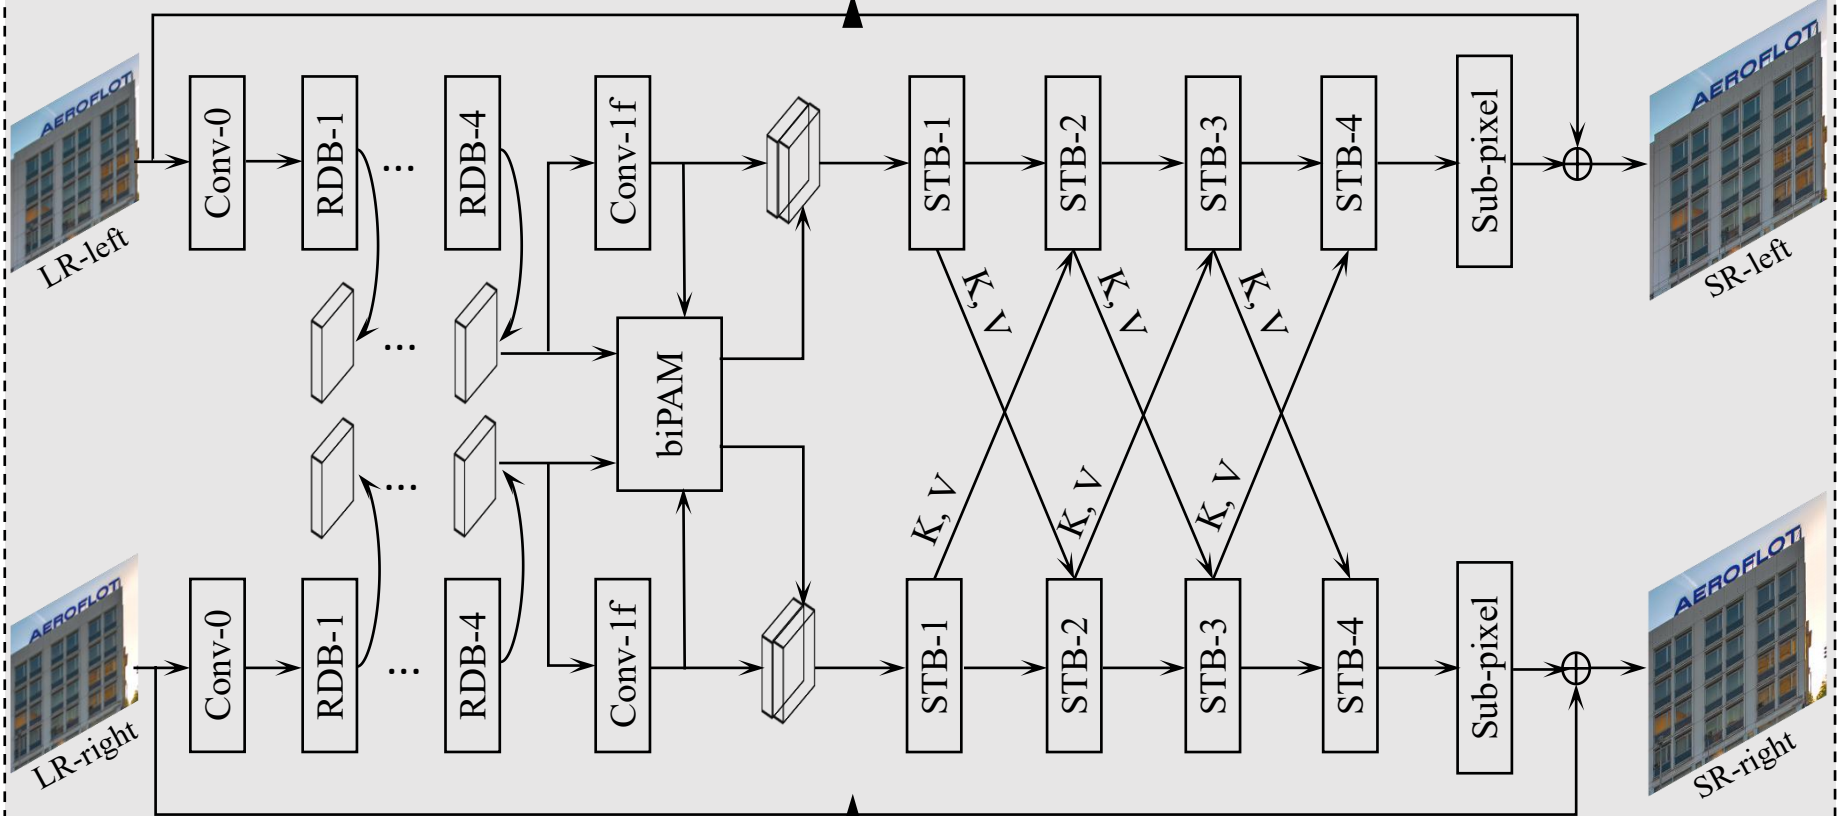 AEROFLOT
LR-left
Conv-0
RDB-1
...
RDB-4
Conv-1f
STB-1
STB-2
STB-3
STB-4
Sub-pixel
AEROFLOT
SR-left
K, V
K, V
K, V
...
biPAM
...
K, V
K, V
K, V
AEROFLOT
LR-right
Conv-0
RDB-1
...
RDB-4
Conv-1f
STB-1
STB-2
STB-3
STB-4
Sub-pixel
AEROFLOT
SR-right